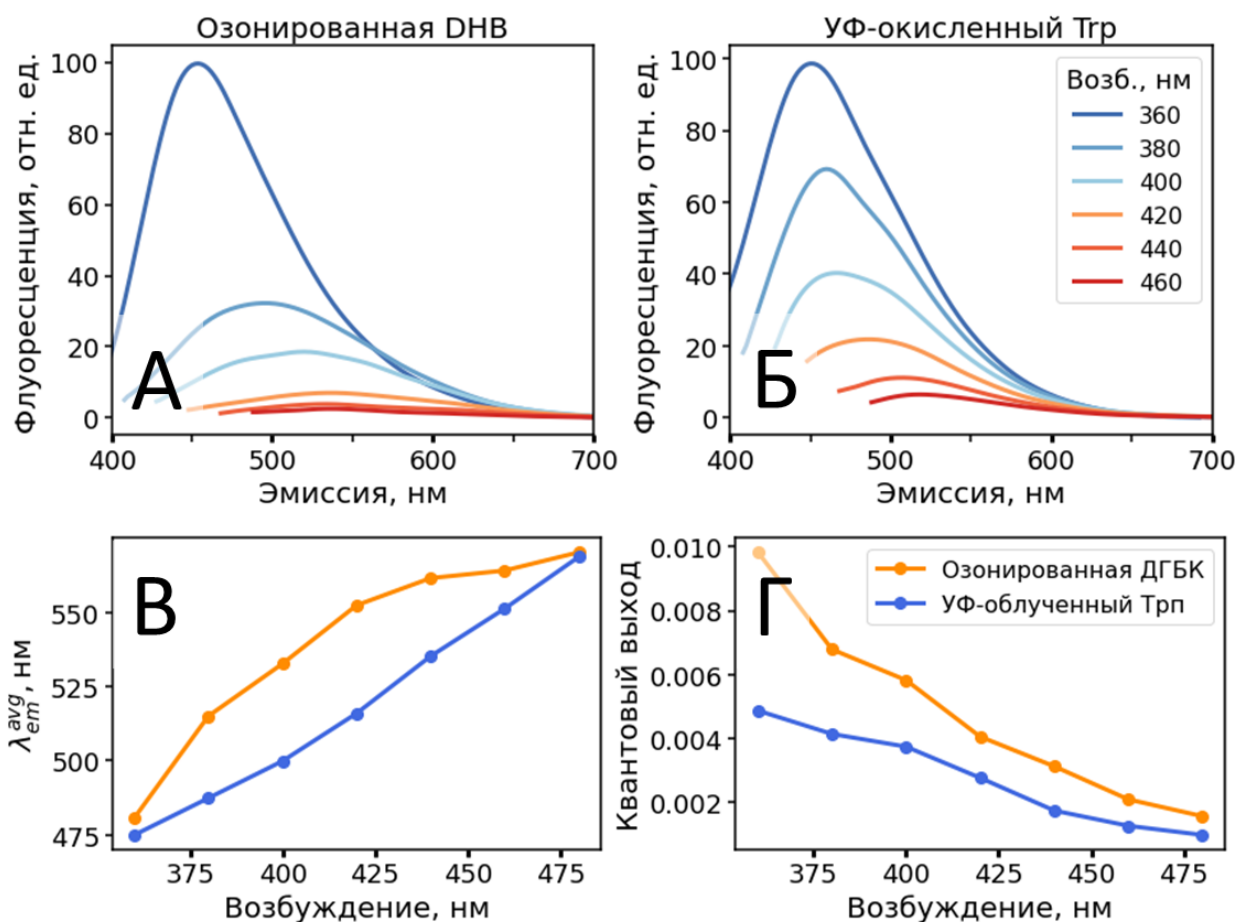 Озонированная DHB
Флуоресценция, отн. ед.
100
80
60
40
20
0
А
400 500 600 700
Эмиссия, нм
УФ-окисленный Trp
Флуоресценция, отн. ед.
100
80
60
40
20
0
Возб., нм
360
380
400
420
440
460
Б
400 500 600 700
Эмиссия, нм
В
λ_em^avg, нм
550
525
500
475
375 400 425 450 475
Возбуждение, нм
Г
Квантовый выход
0.010
0.008
0.006
0.004
0.002
Озонированная ДГБК
УФ-облученный Трп
375 400 425 450 475
Возбуждение, нм